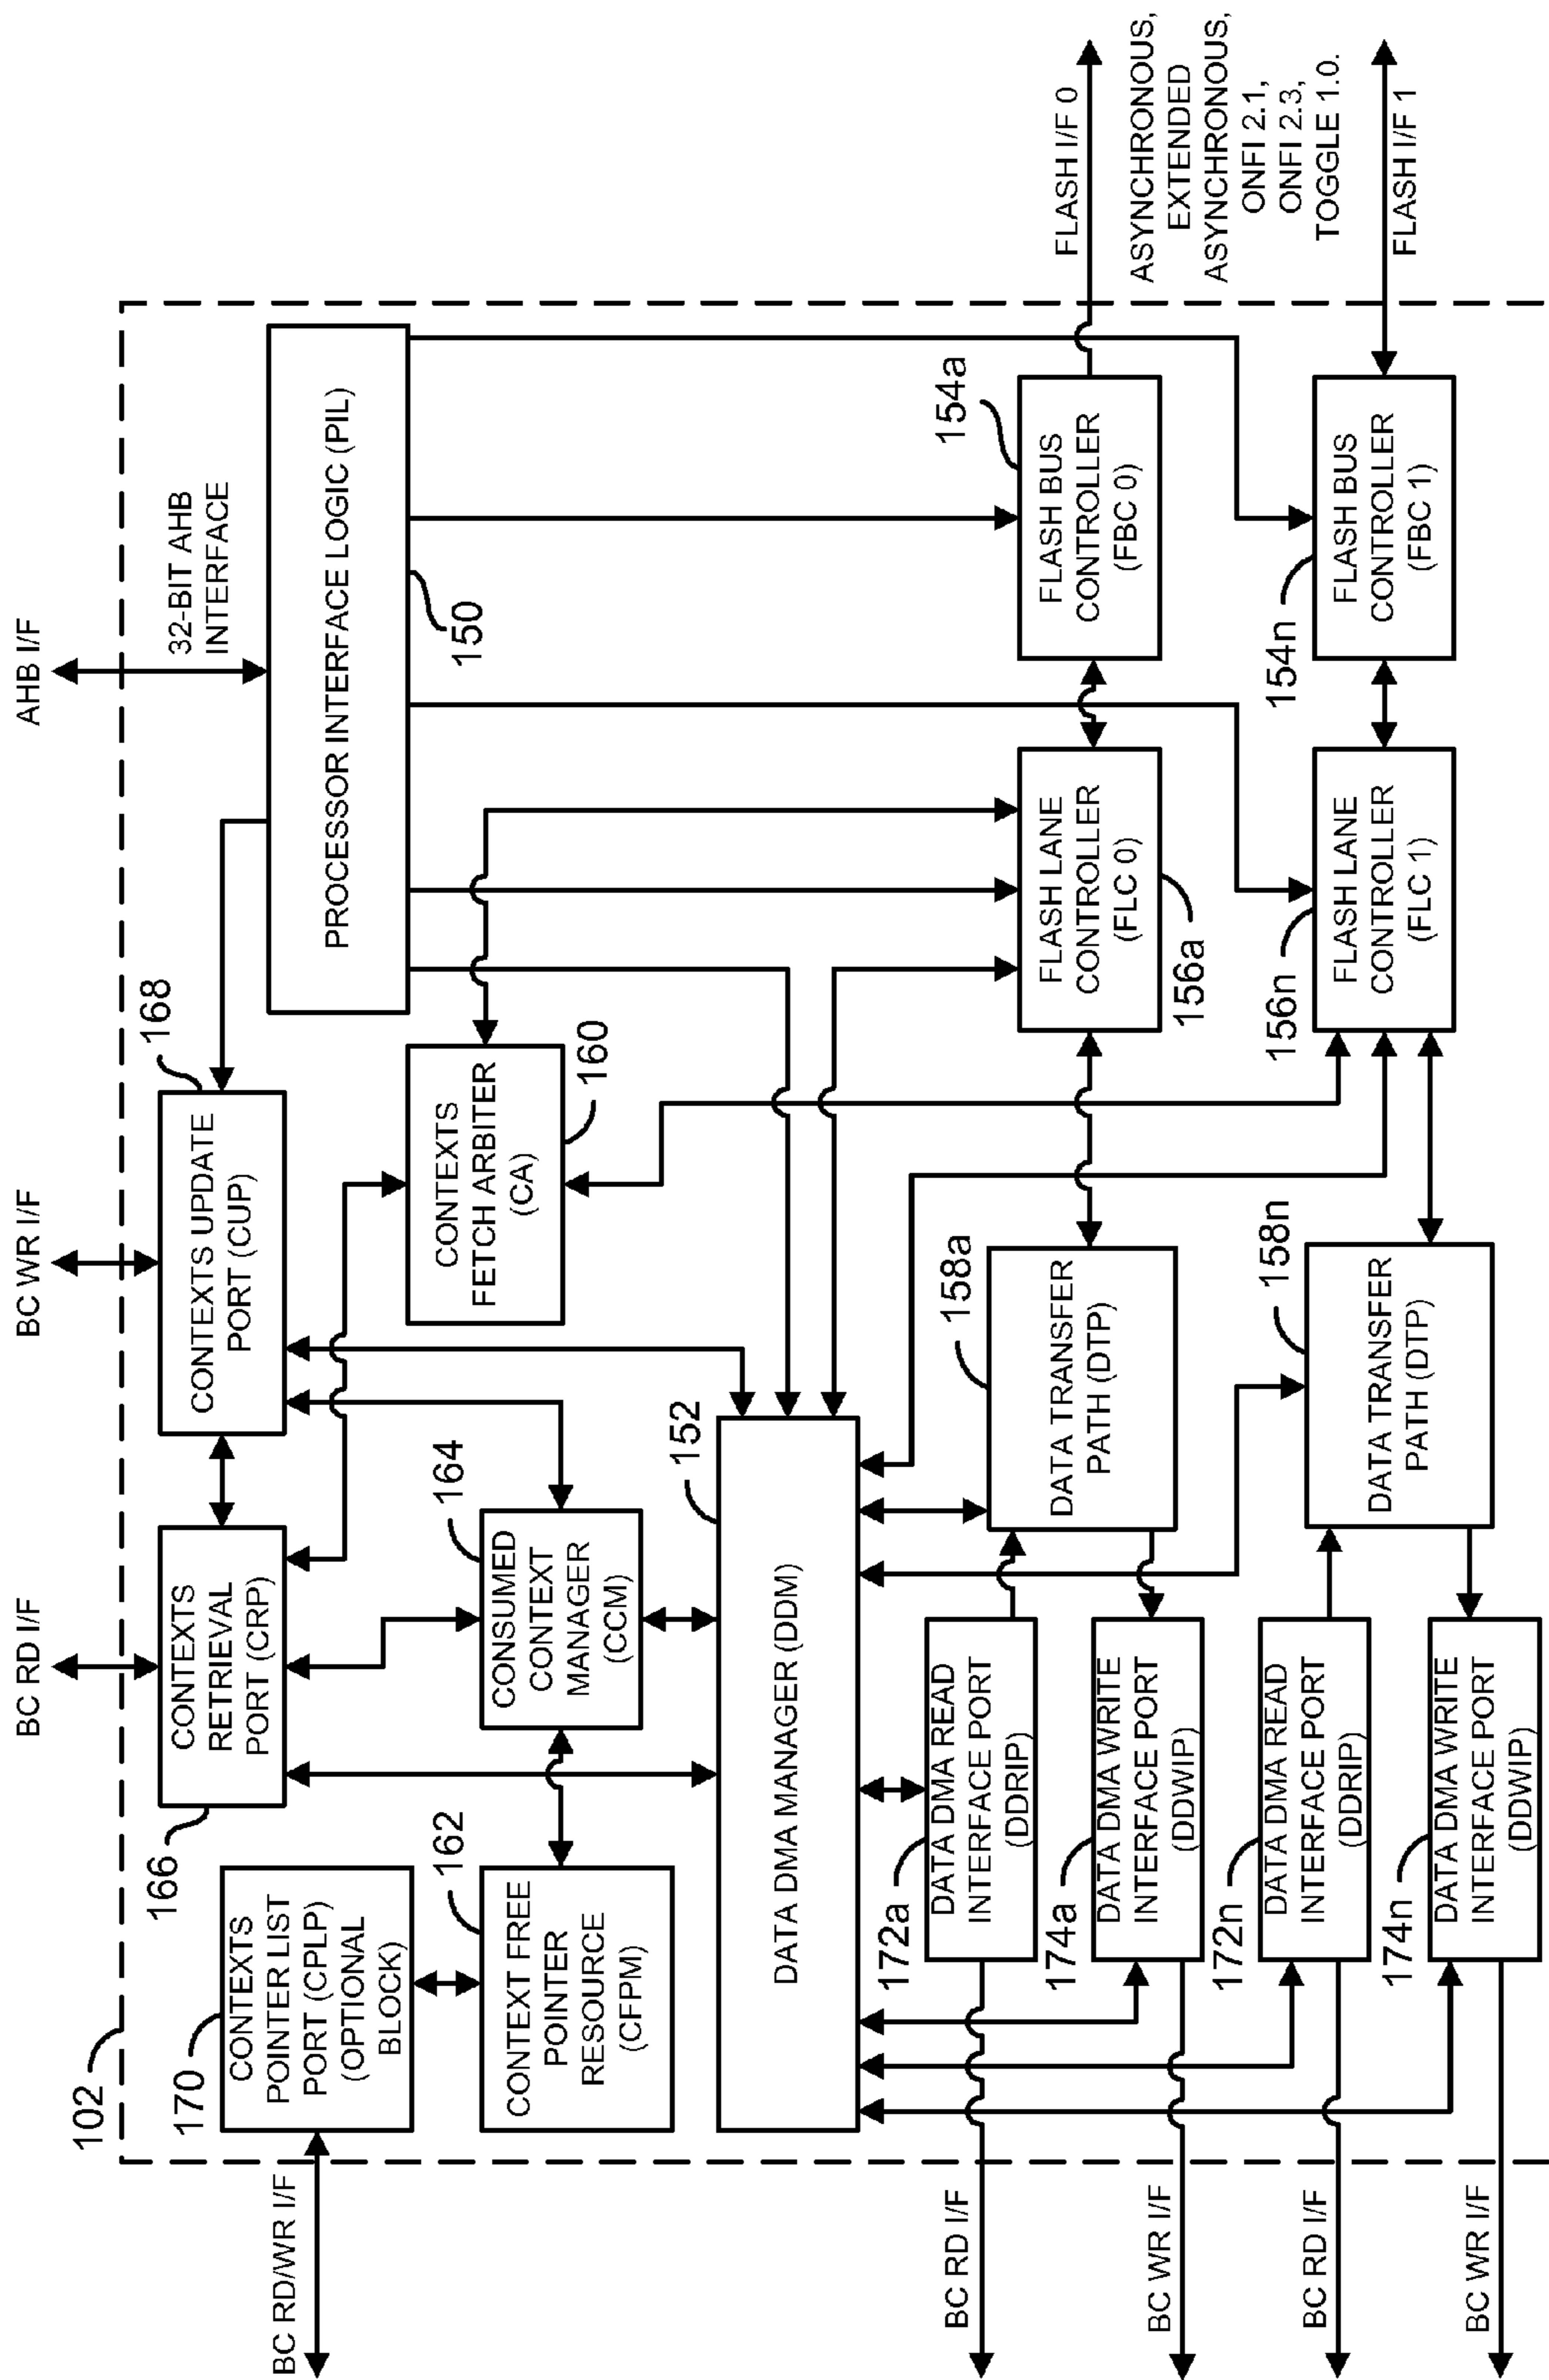 102
BC RD/WR I/F
170
CONTEXTS
POINTER LIST
PORT (CPLP)
(OPTIONAL
BLOCK)
166
BC RD I/F
CONTEXTS
RETRIEVAL
PORT (CRP)
BC WR I/F
CONTEXTS UPDATE
PORT (CUP)
168
AHB I/F
32-BIT AHB
INTERFACE
PROCESSOR INTERFACE LOGIC (PIL)
150
162
CONTEXT FREE
POINTER
RESOURCE
(CFPM)
164
CONSUMED
CONTEXT
MANAGER
(CCM)
CONTEXTS
FETCH ARBITER
(CA)
160
152
DATA DMA MANAGER (DDM)
BC RD I/F
172a
DATA DMA READ
INTERFACE PORT
(DDRIP)
158a
DATA TRANSFER
PATH (DTP)
FLASH LANE
CONTROLLER
(FLC 0)
156a
154a
FLASH BUS
CONTROLLER
(FBC 0)
FLASH I/F 0
BC WR I/F
174a
DATA DMA WRITE
INTERFACE PORT
(DDWIP)
ASYNCHRONOUS,
EXTENDED
ASYNCHRONOUS,
ONFI 2.1,
ONFI 2.3,
TOGGLE 1.0.
BC RD I/F
172n
DATA DMA READ
INTERFACE PORT
(DDRIP)
158n
DATA TRANSFER
PATH (DTP)
156n
FLASH LANE
CONTROLLER
(FLC 1)
154n
FLASH BUS
CONTROLLER
(FBC 1)
FLASH I/F 1
BC WR I/F
174n
DATA DMA WRITE
INTERFACE PORT
(DDWIP)